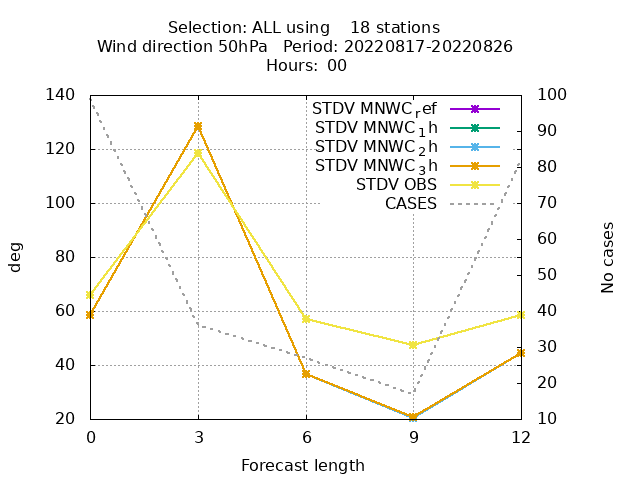 Selection: ALL using    18 stations
Wind direction 50hPa   Period: 20220817-20220826
Hours: 00
140
120
100
80
60
40
20
100
90
80
70
60
50
40
30
20
10
deg
No cases
STDV MNWC_ref
STDV MNWC_1h
STDV MNWC_2h
STDV MNWC_3h
STDV OBS
CASES
0 3 6 9 12
Forecast length